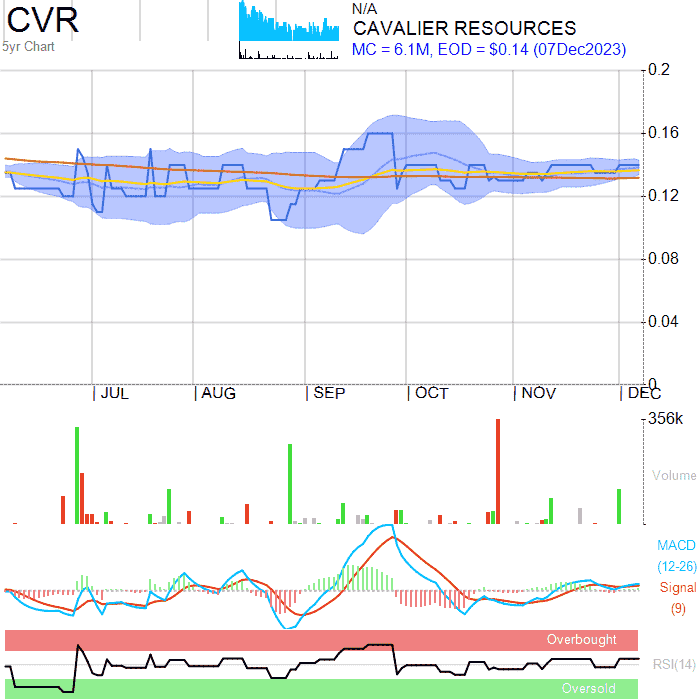 CVR
5yr Chart
N/A
CAVALIER RESOURCES
MC = 6.1M, EOD = $0.14 (07Dec2023)
0.2
0.16
0.12
0.08
0.04
0
JUL AUG SEP OCT NOV DEC
356k
Volume
MACD
(12-26)
Signal
(9)
Overbought
RSI(14)
Oversold